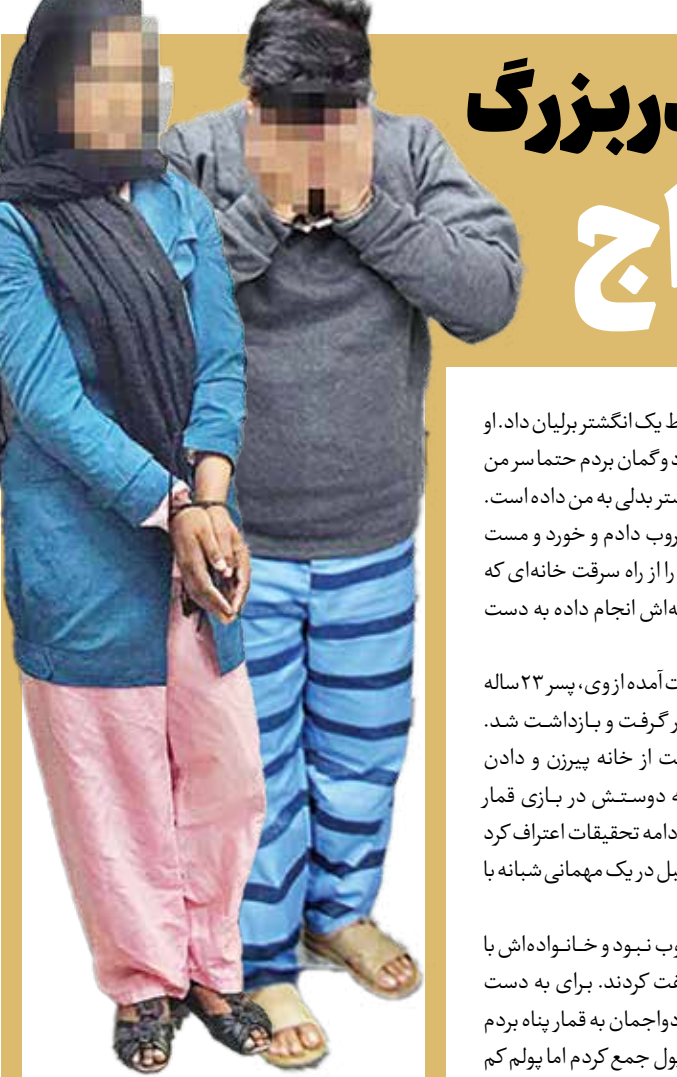 ربزرگ
اج
ط یک انگشتر برلیان داد. او
د و گمان بردم حتما سر من
ستر بدلی به من داده است.
روب دادم و خورد و مست
را از راه سرقت خانه‌ای که
ه‌اش انجام داده به دست
ت آمده از وی، پسر ۲۳ ساله
ر گرفت و بازداشت شد.
ت از خانه پیرزن و دادن
ه دوستش در بازی قمار
دامه تحقیقات اعتراف کرد
بل در یک مهمانی شبانه با
وب نبود و خانواده‌اش با
فت کردند. برای به دست
دواجمان به قمار پناه بردم
ول جمع کردم اما پولم کم